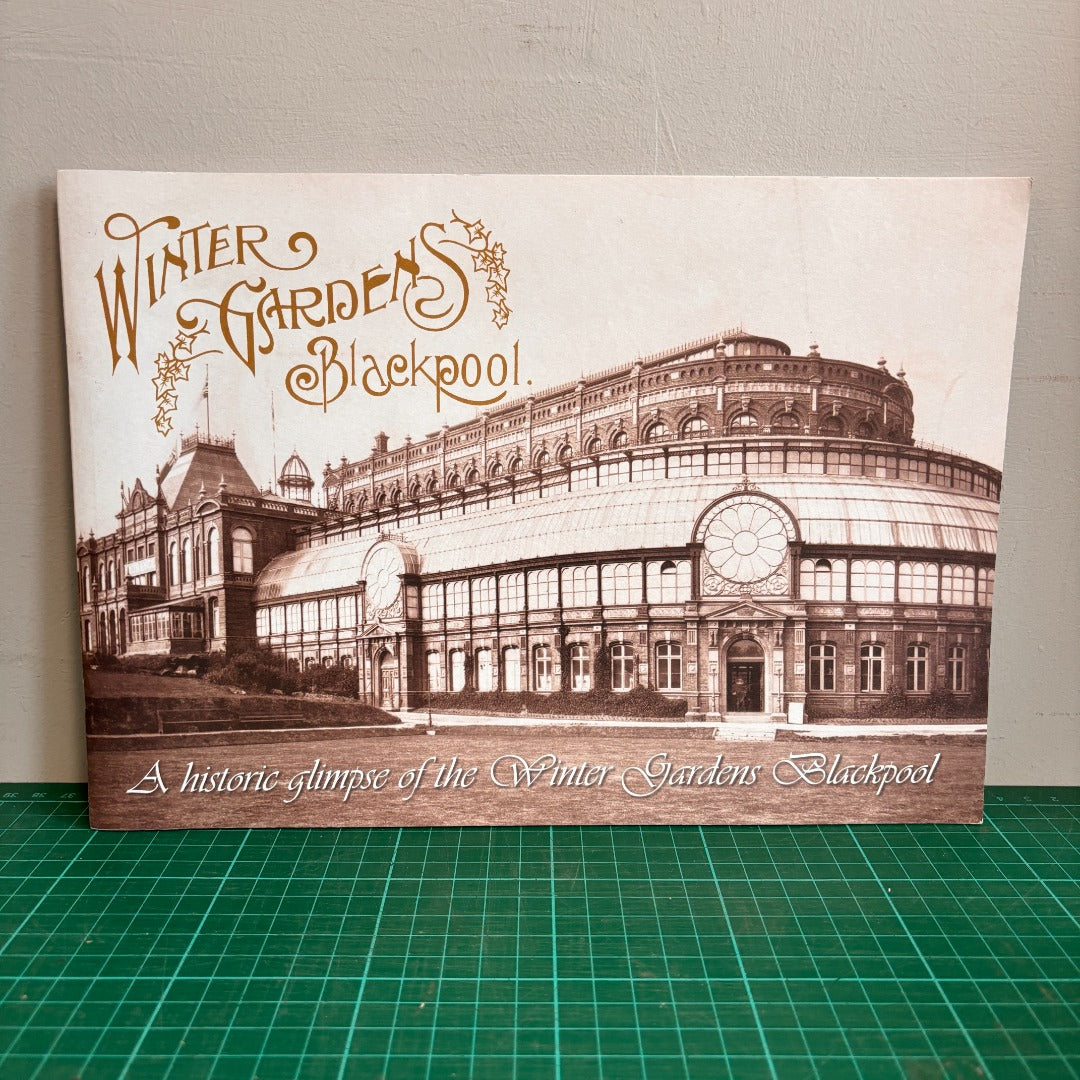 WINTER
GARDENS
Blackpool.
A historic glimpse of the Winter Gardens Blackpool